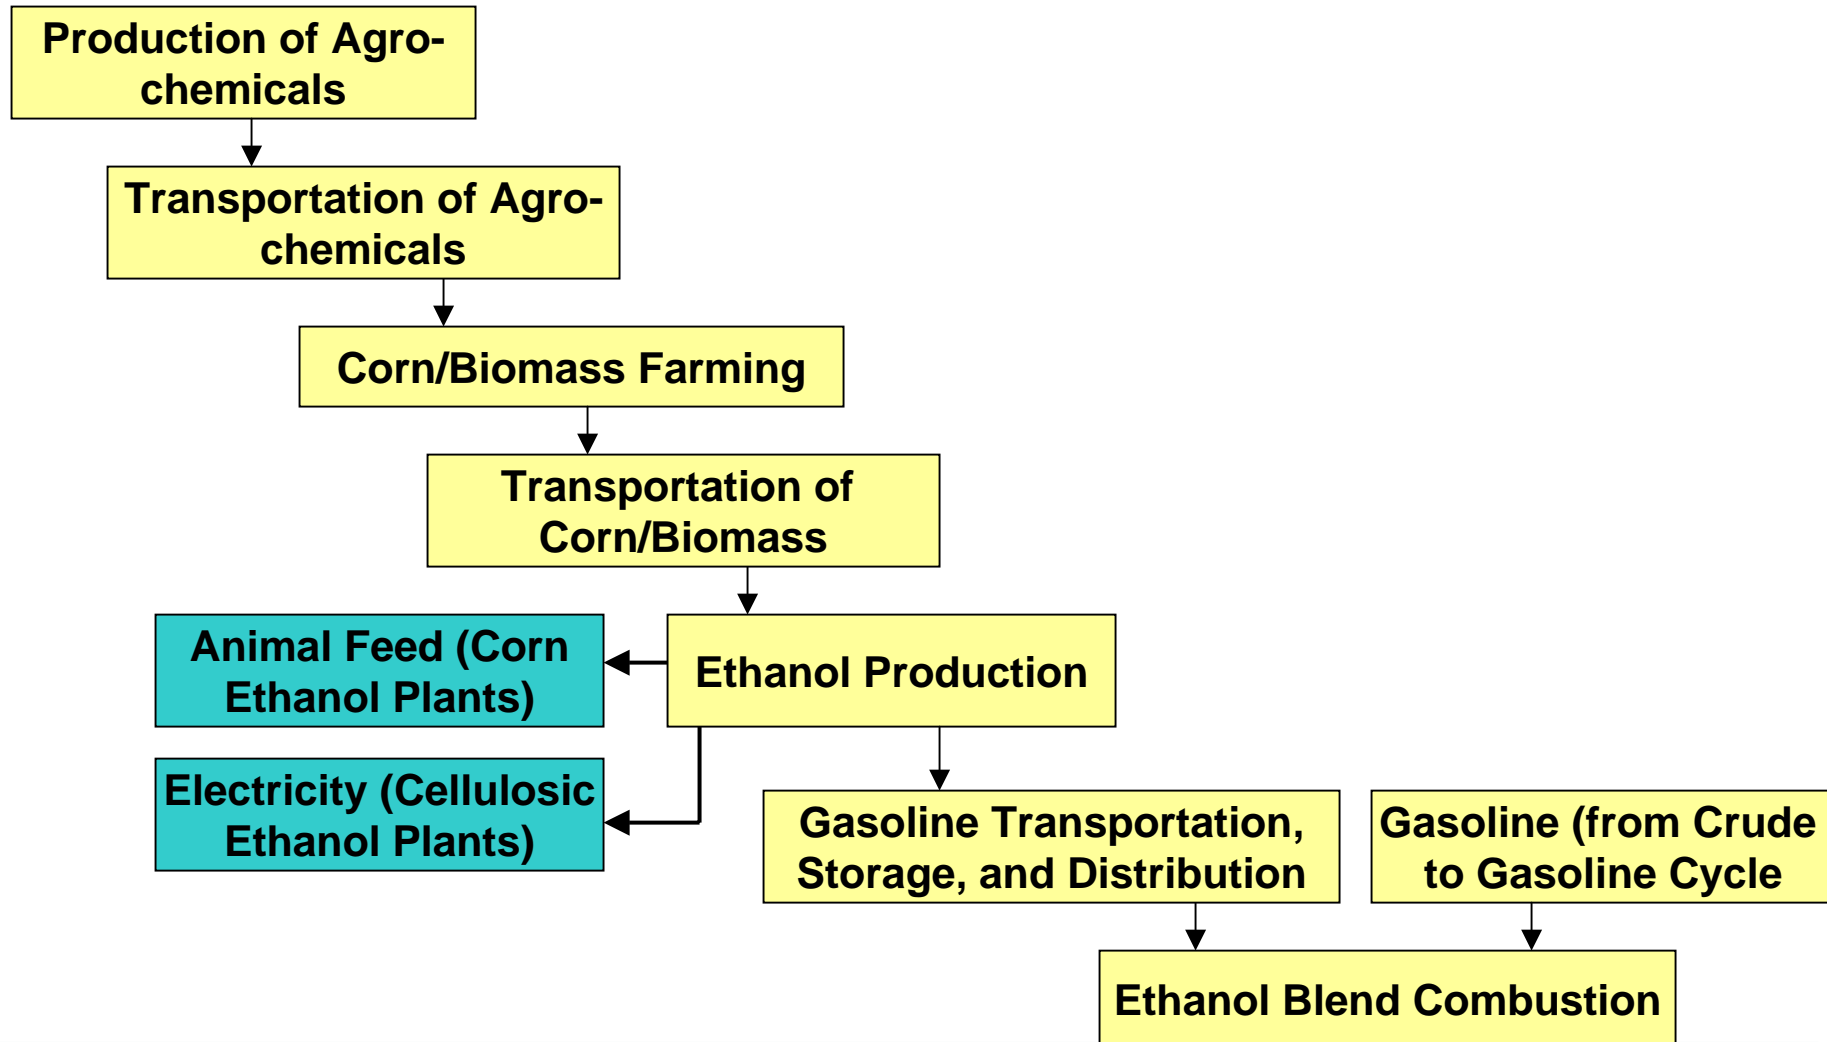 Production of Agro-
chemicals
Transportation of Agro-
chemicals
Corn/Biomass Farming
Transportation of
Corn/Biomass
Animal Feed (Corn
Ethanol Plants)
Ethanol Production
Electricity (Cellulosic
Ethanol Plants)
Gasoline Transportation,
Storage, and Distribution
Gasoline (from Crude
to Gasoline Cycle
Ethanol Blend Combustion